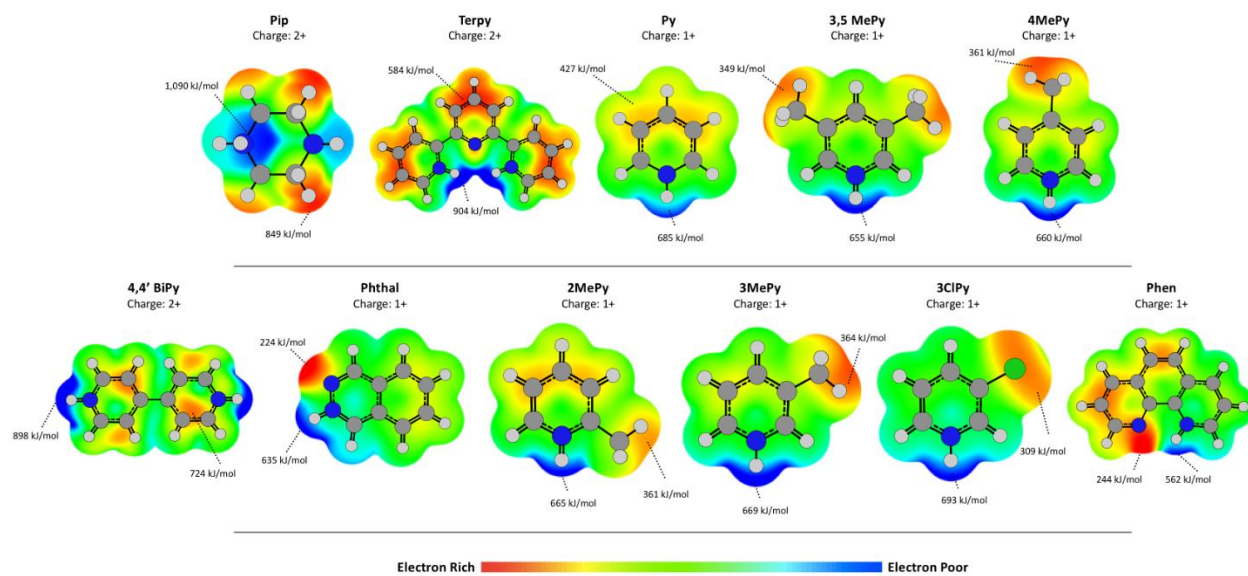 Pip
Charge: 2+
1,090 kJ/mol
849 kJ/mol
Terpy
Charge: 2+
584 kJ/mol
904 kJ/mol
Py
Charge: 1+
427 kJ/mol
685 kJ/mol
3,5 MePy
Charge: 1+
349 kJ/mol
655 kJ/mol
4MePy
Charge: 1+
361 kJ/mol
660 kJ/mol
4,4’ BiPy
Charge: 2+
898 kJ/mol
724 kJ/mol
Phthal
Charge: 1+
224 kJ/mol
635 kJ/mol
2MePy
Charge: 1+
665 kJ/mol
361 kJ/mol
3MePy
Charge: 1+
364 kJ/mol
669 kJ/mol
3ClPy
Charge: 1+
309 kJ/mol
693 kJ/mol
Phen
Charge: 1+
244 kJ/mol
562 kJ/mol
Electron Rich
Electron Poor